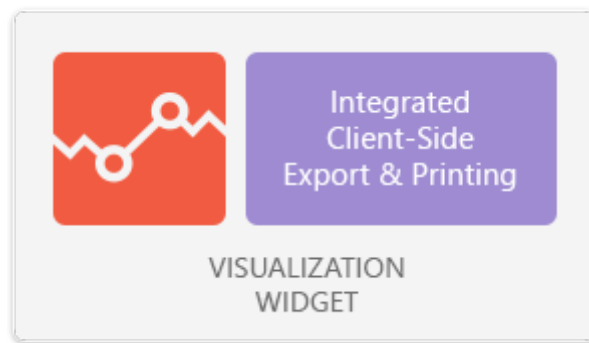 Integrated
Client-Side
Export & Printing
VISUALIZATION
WIDGET